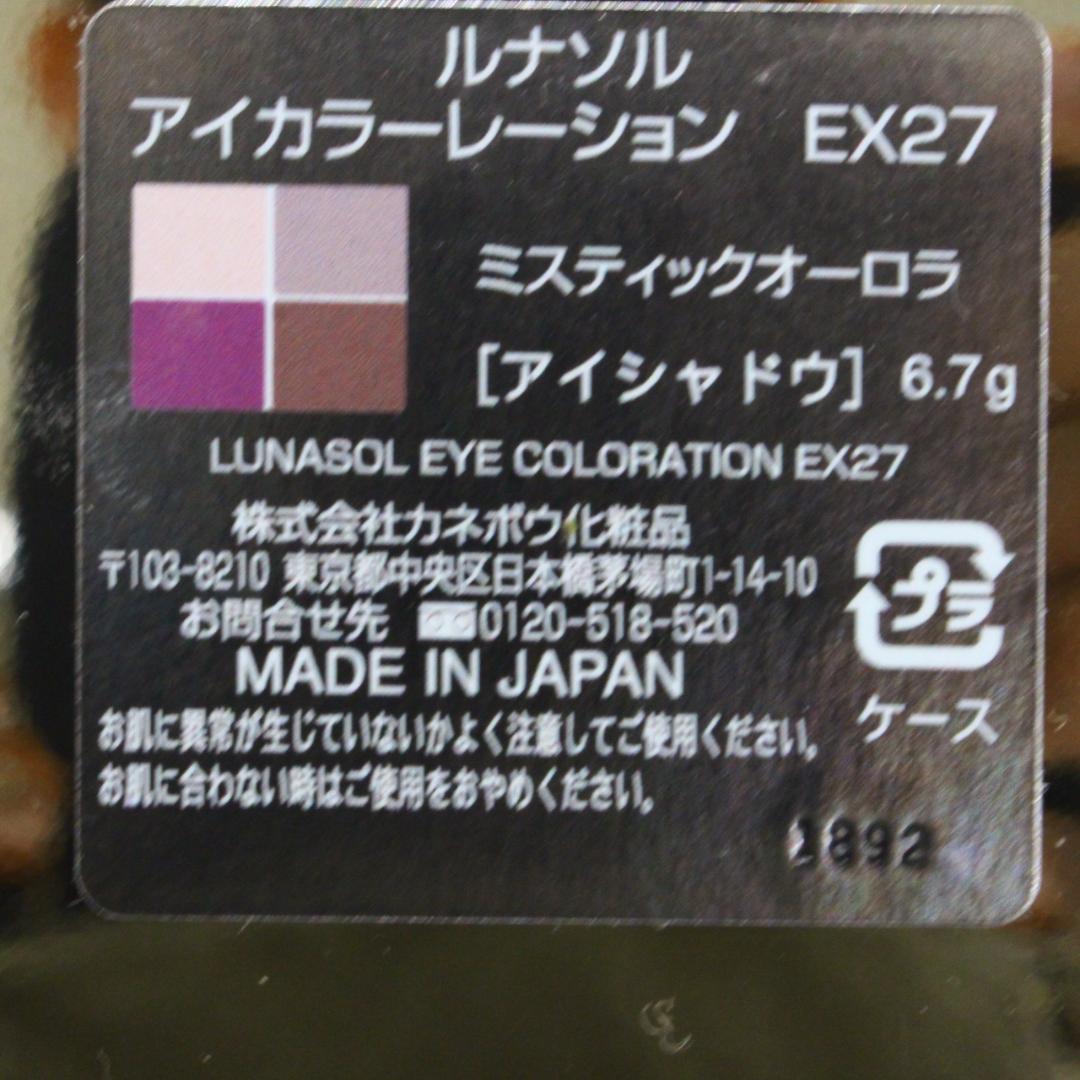 ルナソル
アイカラーレーション EX27
ミスティックオーロラ
[アイシャドウ] 6.7g
LUNASOL EYE COLORATION EX27
株式会社カネボウ化粧品
〒103-8210 東京都中央区日本橋茅場町1-14-10
お問合せ先 0120-518-520
MADE IN JAPAN
お肌に異常が生じていないかよく注意してご使用ください。
お肌に合わない時はご使用をおやめください。
プラ
ケース
1892